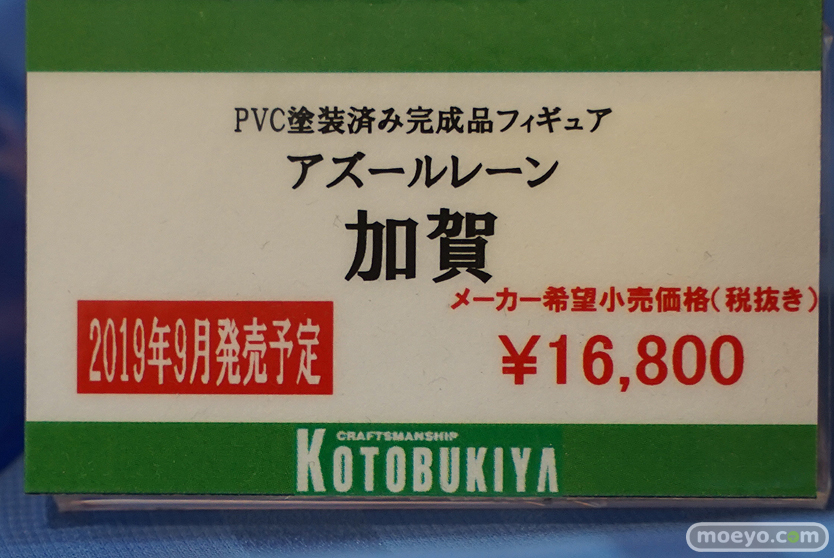 PVC塗装済み完成品フィギュア
アズールレーン
加賀
メーカー希望小売価格(税抜き)
2019年9月発売予定
¥16,800
CRAFTSMANSHIP
KOTOBUKIYA
moeyo.com